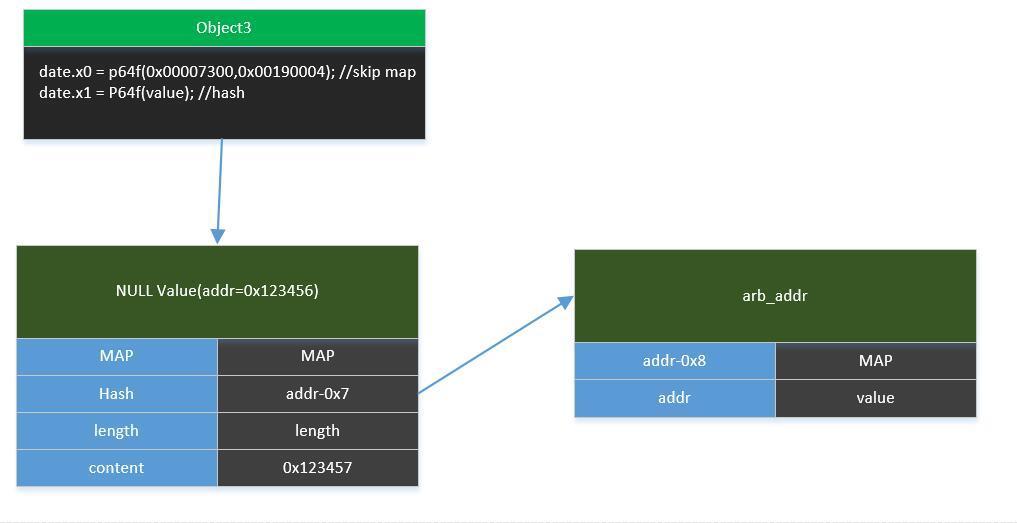 Object3
date.x0 = p64f(0x00007300,0x00190004); //skip map
date.x1 = P64f(value); //hash
NULL Value(addr=0x123456)
MAP MAP
Hash addr-0x7
length length
content 0x123457
arb_addr
addr-0x8 MAP
addr value